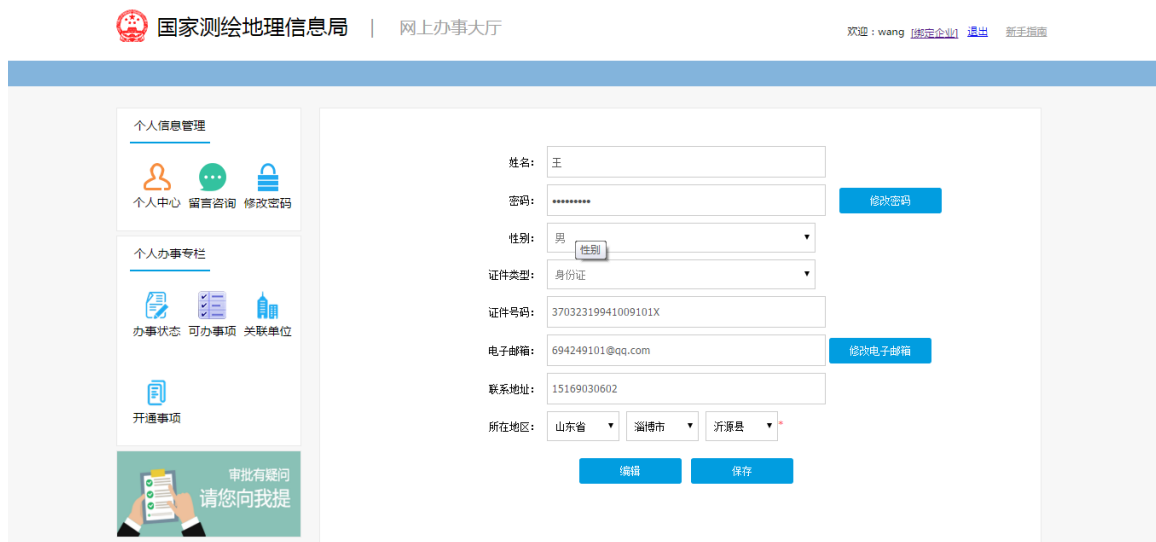 国家测绘地理信息局 | 网上办事大厅
欢迎：wang [绑定企业] 退出 新手指南
个人信息管理
个人中心 留言咨询 修改密码
个人办事专栏
办事状态 可办事项 关联单位
开通事项
审批有疑问
请您向我提
姓名： 王
密码： ••••••••• 修改密码
性别： 男
性别
证件类型： 身份证
证件号码： 37032319941009101X
电子邮箱： 694249101@qq.com 修改电子邮箱
联系地址： 15169030602
所在地区： 山东省 淄博市 沂源县 *
编辑 保存